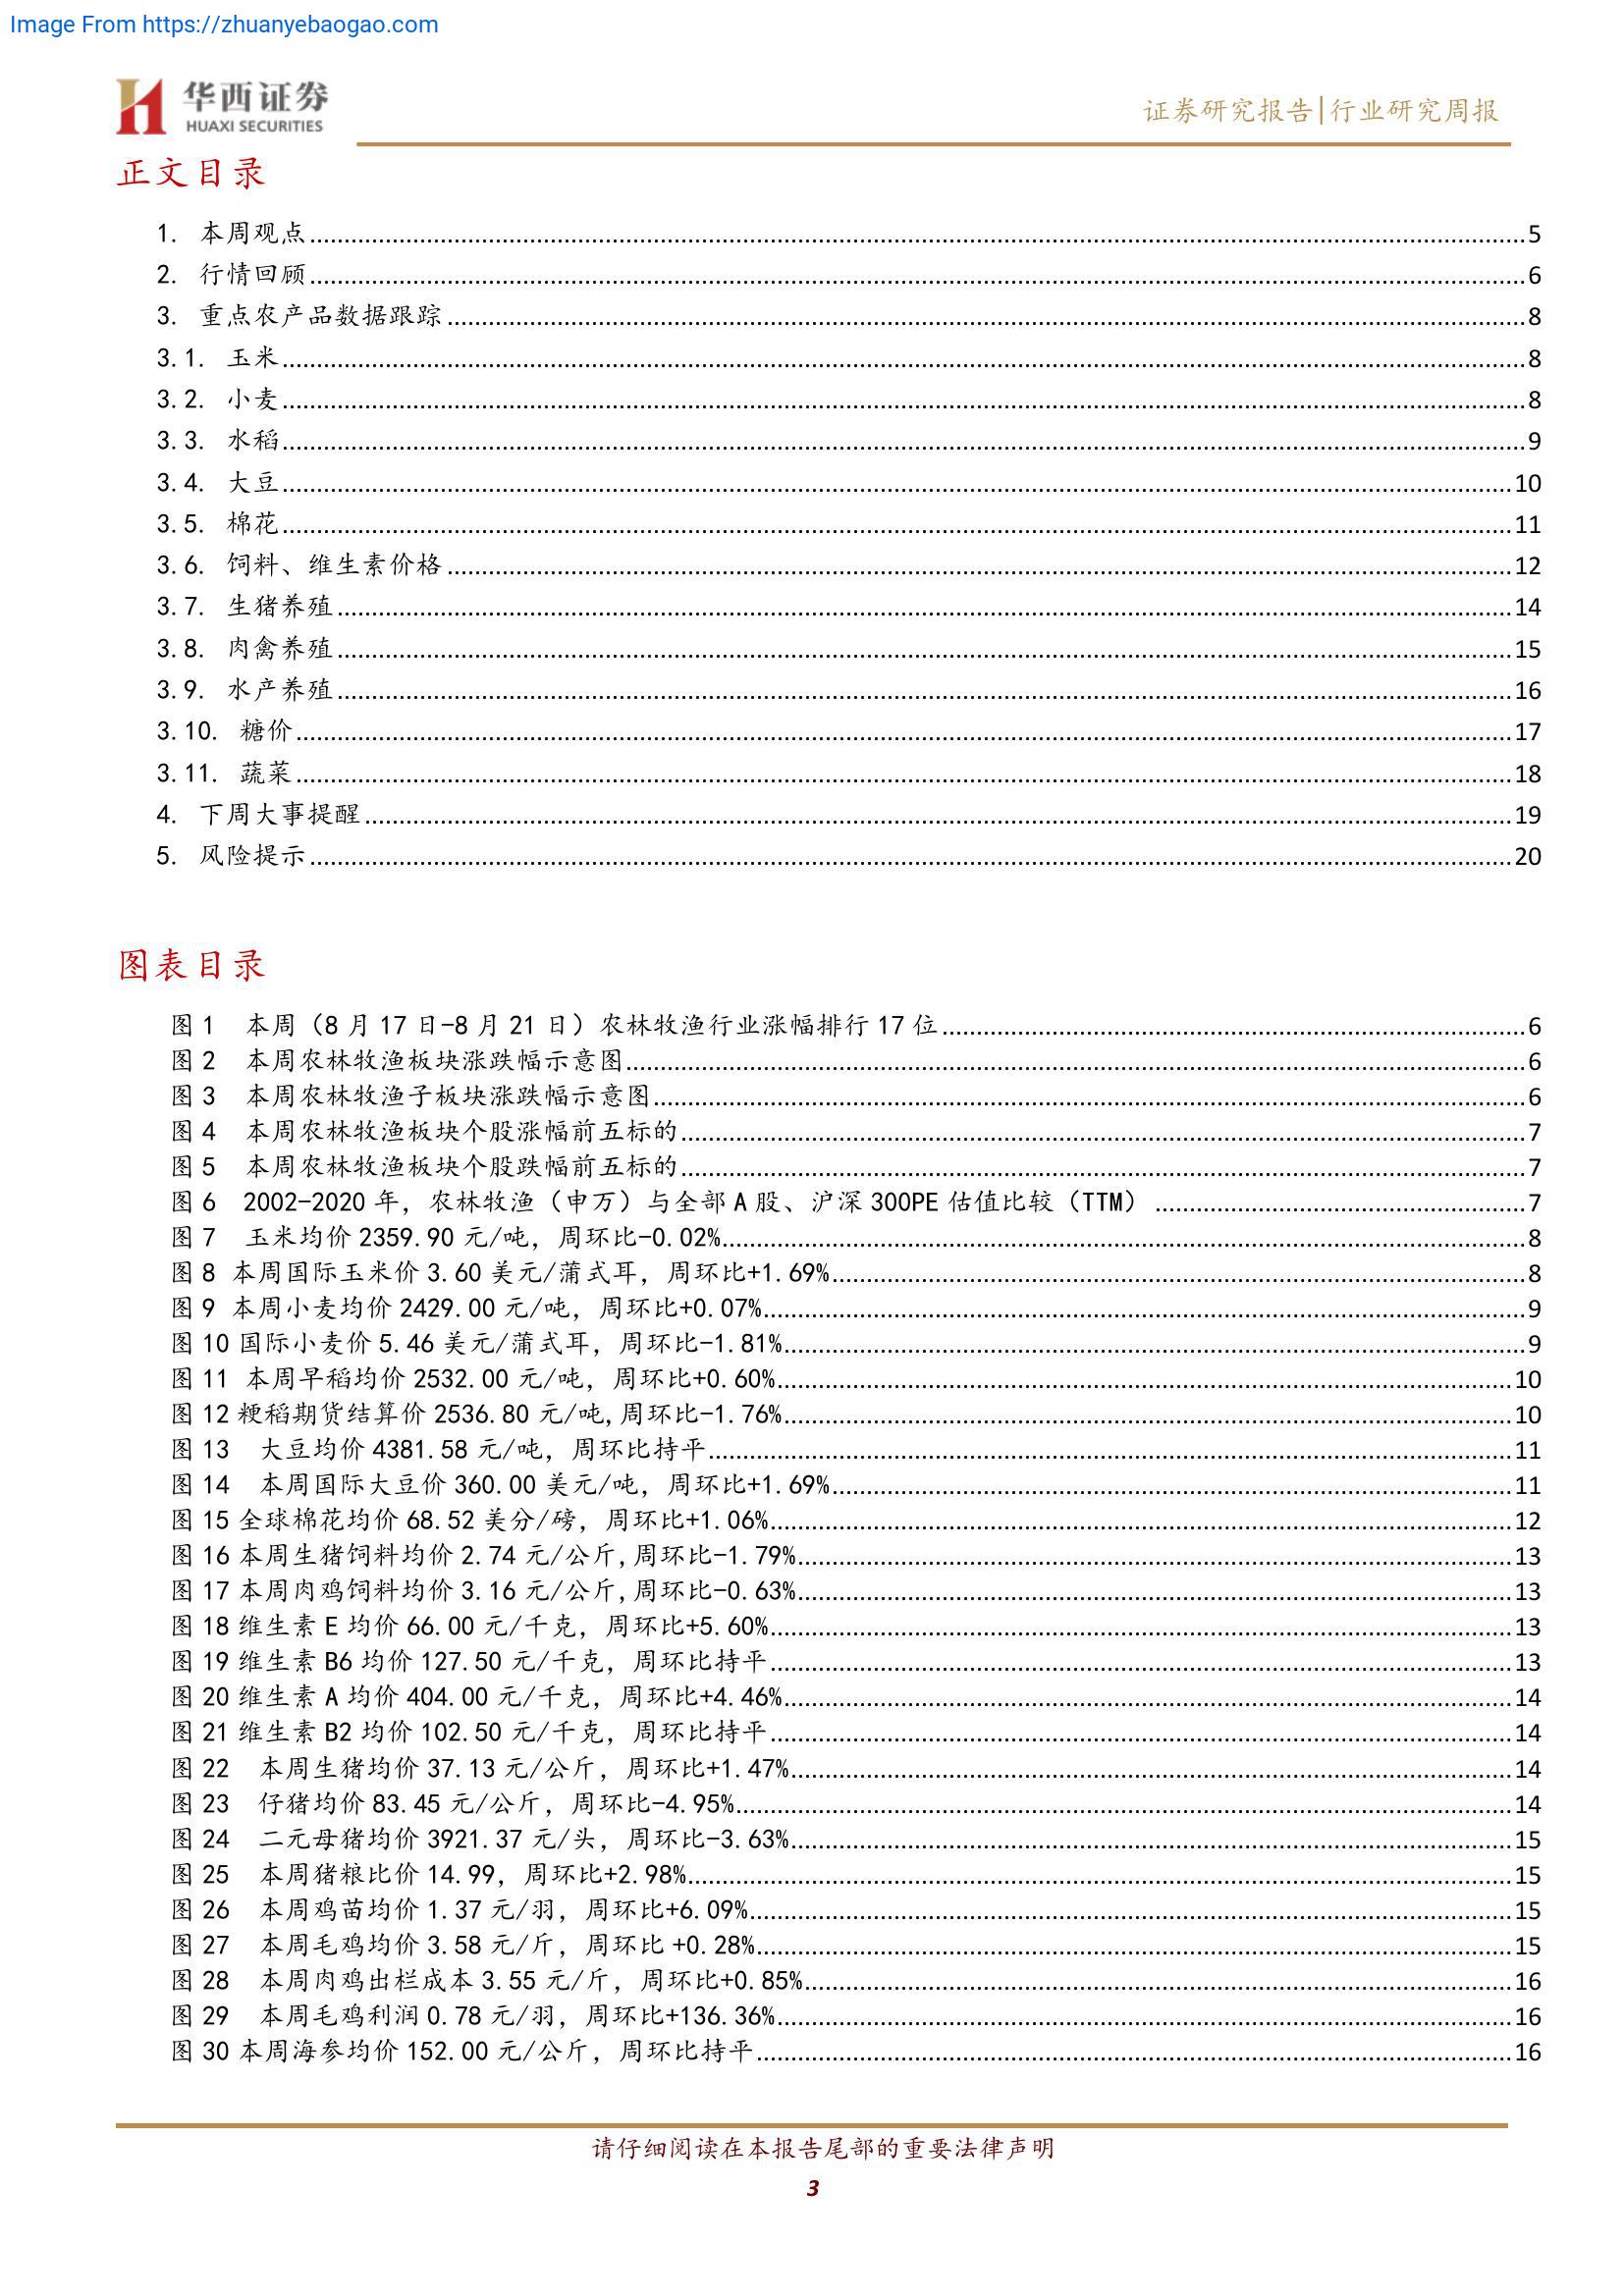 Image From https://zhuanyebaogao.com
华西证券
HUAXI SECURITIES
证券研究报告|行业研究周报
正文目录
1. 本周观点........5
2. 行情回顾........6
3. 重点农产品数据跟踪........8
3.1. 玉米........8
3.2. 小麦........8
3.3. 水稻........9
3.4. 大豆........10
3.5. 棉花........11
3.6. 饲料、维生素价格........12
3.7. 生猪养殖........14
3.8. 肉禽养殖........15
3.9. 水产养殖........16
3.10. 糖价........17
3.11. 蔬菜........18
4. 下周大事提醒........19
5. 风险提示........20
图表目录
图 1 本周（8 月 17 日-8 月 21 日）农林牧渔行业涨幅排行 17 位........6
图 2 本周农林牧渔板块涨跌幅示意图........6
图 3 本周农林牧渔子板块涨跌幅示意图........6
图 4 本周农林牧渔板块个股涨幅前五标的........7
图 5 本周农林牧渔板块个股跌幅前五标的........7
图 6 2002-2020 年，农林牧渔（申万）与全部 A 股、沪深 300PE 估值比较（TTM）........7
图 7 玉米均价 2359.90 元/吨，周环比-0.02%........8
图 8 本周国际玉米价 3.60 美元/蒲式耳，周环比+1.69%........8
图 9 本周小麦均价 2429.00 元/吨，周环比+0.07%........9
图 10 国际小麦价 5.46 美元/蒲式耳，周环比-1.81%........9
图 11 本周早稻均价 2532.00 元/吨，周环比+0.60%........10
图 12 粳稻期货结算价 2536.80 元/吨,周环比-1.76%........10
图 13 大豆均价 4381.58 元/吨，周环比持平........11
图 14 本周国际大豆价 360.00 美元/吨，周环比+1.69%........11
图 15 全球棉花均价 68.52 美分/磅，周环比+1.06%........12
图 16 本周生猪饲料均价 2.74 元/公斤,周环比-1.79%........13
图 17 本周肉鸡饲料均价 3.16 元/公斤,周环比-0.63%........13
图 18 维生素 E 均价 66.00 元/千克，周环比+5.60%........13
图 19 维生素 B6 均价 127.50 元/千克，周环比持平........13
图 20 维生素 A 均价 404.00 元/千克，周环比+4.46%........14
图 21 维生素 B2 均价 102.50 元/千克，周环比持平........14
图 22 本周生猪均价 37.13 元/公斤，周环比+1.47%........14
图 23 仔猪均价 83.45 元/公斤，周环比-4.95%........14
图 24 二元母猪均价 3921.37 元/头，周环比-3.63%........15
图 25 本周猪粮比价 14.99，周环比+2.98%........15
图 26 本周鸡苗均价 1.37 元/羽，周环比+6.09%........15
图 27 本周毛鸡均价 3.58 元/斤，周环比 +0.28%........15
图 28 本周肉鸡出栏成本 3.55 元/斤，周环比+0.85%........16
图 29 本周毛鸡利润 0.78 元/羽，周环比+136.36%........16
图 30 本周海参均价 152.00 元/公斤，周环比持平........16
请仔细阅读在本报告尾部的重要法律声明
3